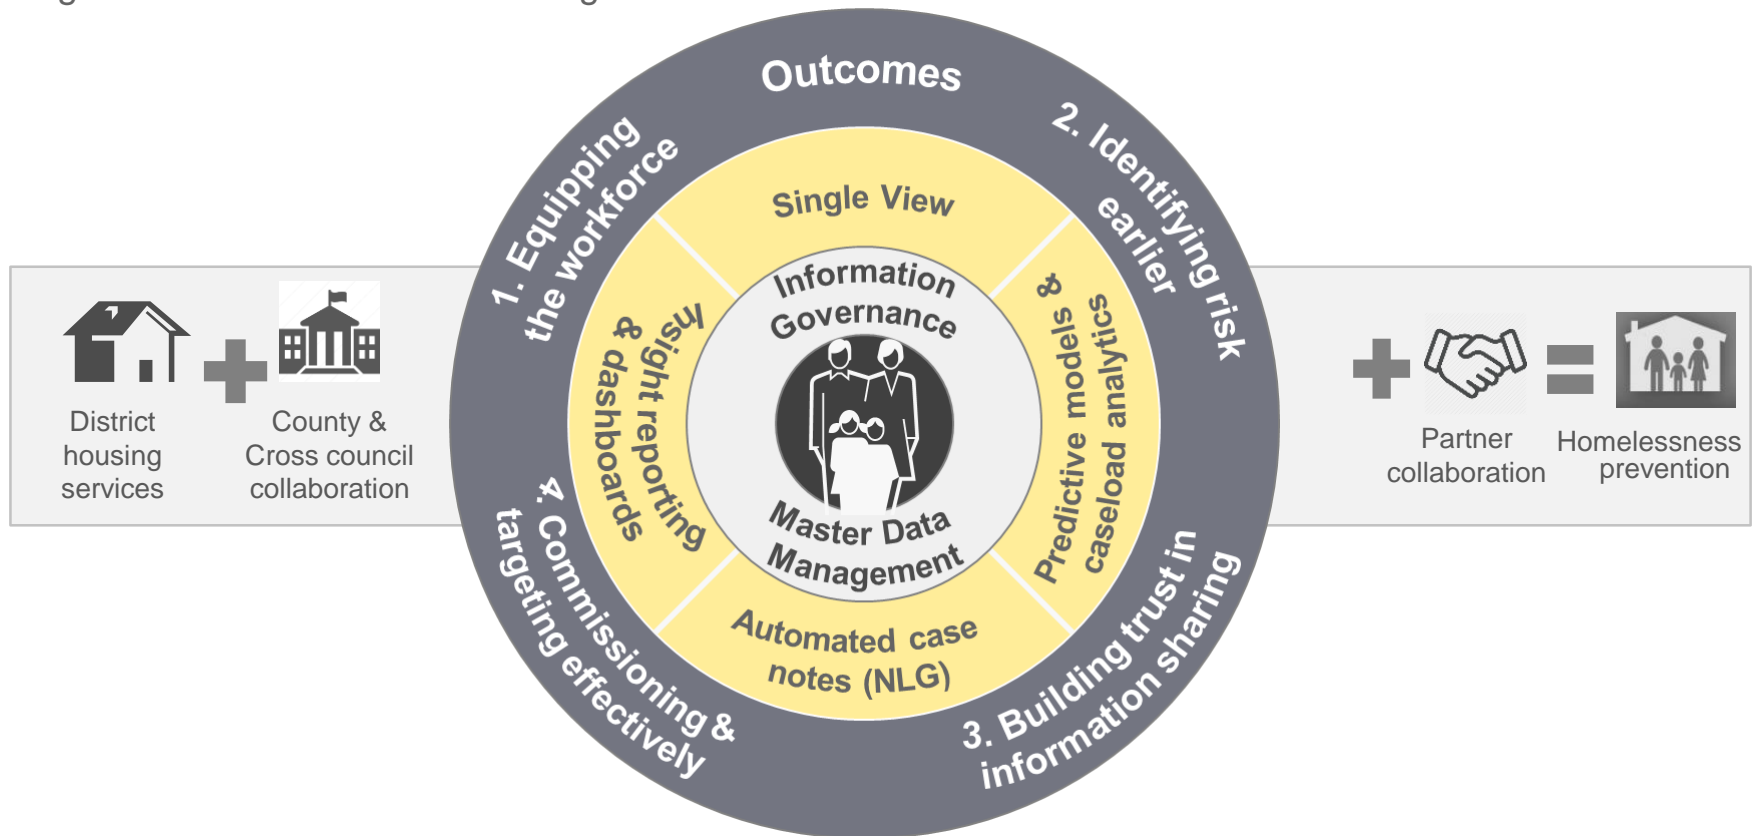 Outcomes
1. Equipping
the workforce
2. Identifying risk
earlier
3. Building trust in
information sharing
4. Commissioning &
targeting effectively
Single View
Predictive models &
caseload analytics
Automated case
notes (NLG)
Insight reporting
& dashboards
Information
Governance
Master Data
Management
District
housing
services
County &
Cross council
collaboration
Partner
collaboration
Homelessness
prevention